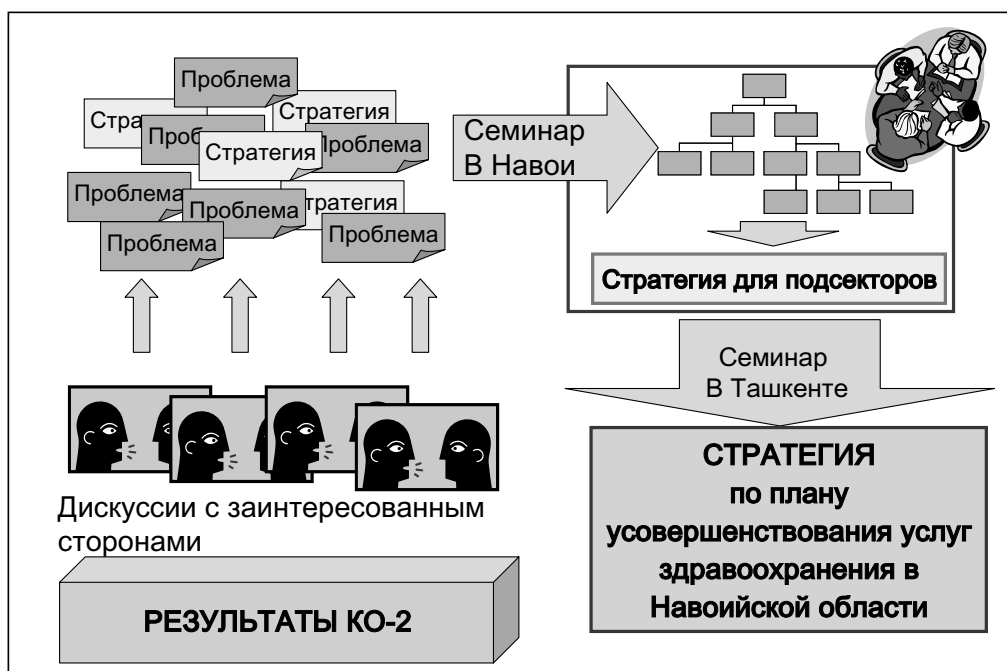 Проблема
Стратегия
Проблема
Стратегия
Проблема
Проблема
Проблема
Проблема
Проблема
Семинар
В Навои
Стратегия для подсекторов
Семинар
В Ташкенте
Дискуссии с заинтересованным
сторонами
РЕЗУЛЬТАТЫ КО-2
СТРАТЕГИЯ
по плану
усовершенствования услуг
здравоохранения в
Навоийской области